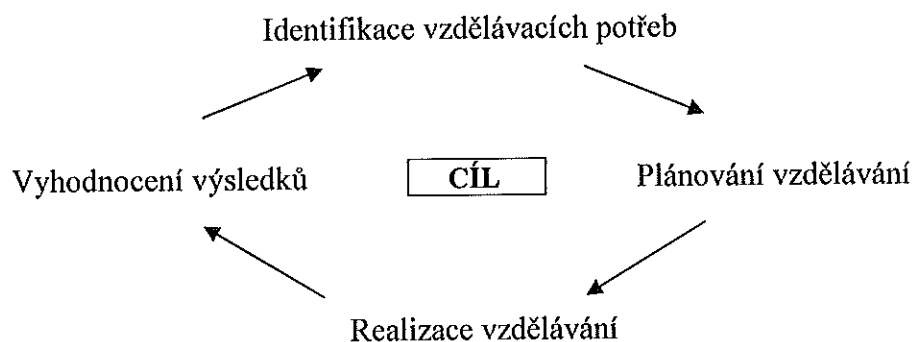 Identifikace vzdělávacích potřeb
Vyhodnocení výsledků
CÍL
Plánování vzdělávání
Realizace vzdělávání